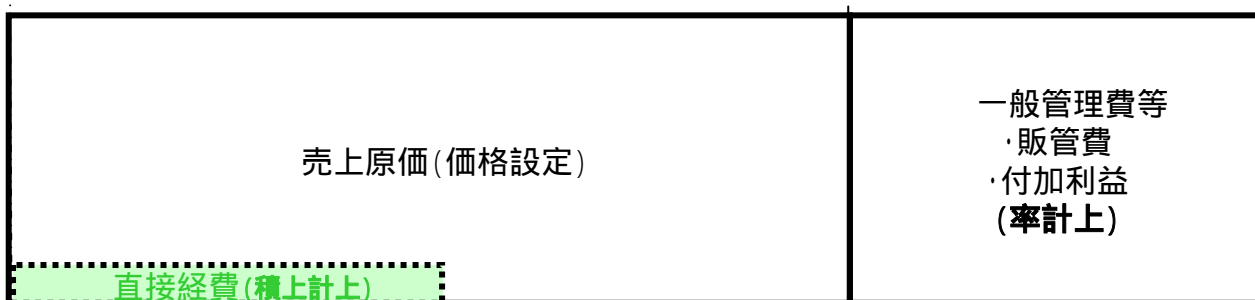 売上原価(価格設定)
一般管理費等
・販管費
・付加利益
(率計上)
直接経費(積上計上)